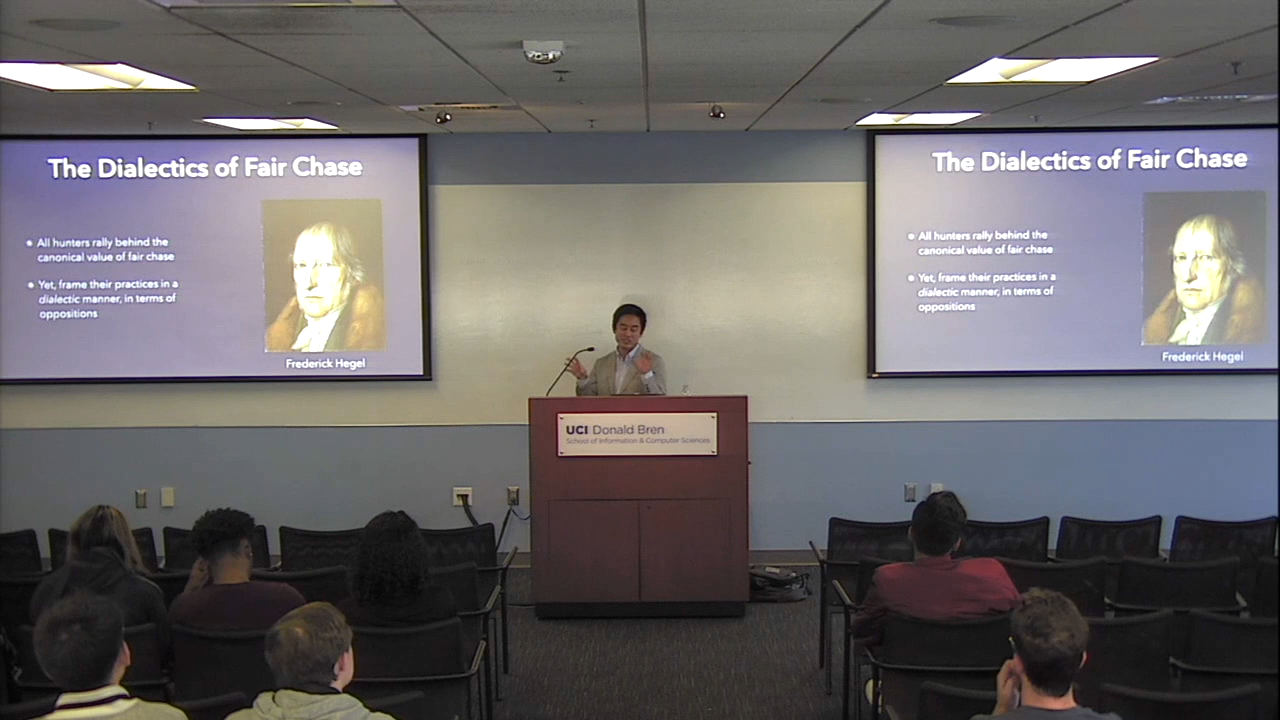 The Dialectics of Fair Chase
All hunters rally behind the
canonical value of fair chase
Yet, frame their practices in a
dialectic manner, in terms of
oppositions
Frederick Hegel
The Dialectics of Fair Chase
All hunters rally behind the
canonical value of fair chase
Yet, frame their practices in a
dialectic manner, in terms of
oppositions
Frederick Hegel
UCI Donald Bren
School of Information & Computer Sciences